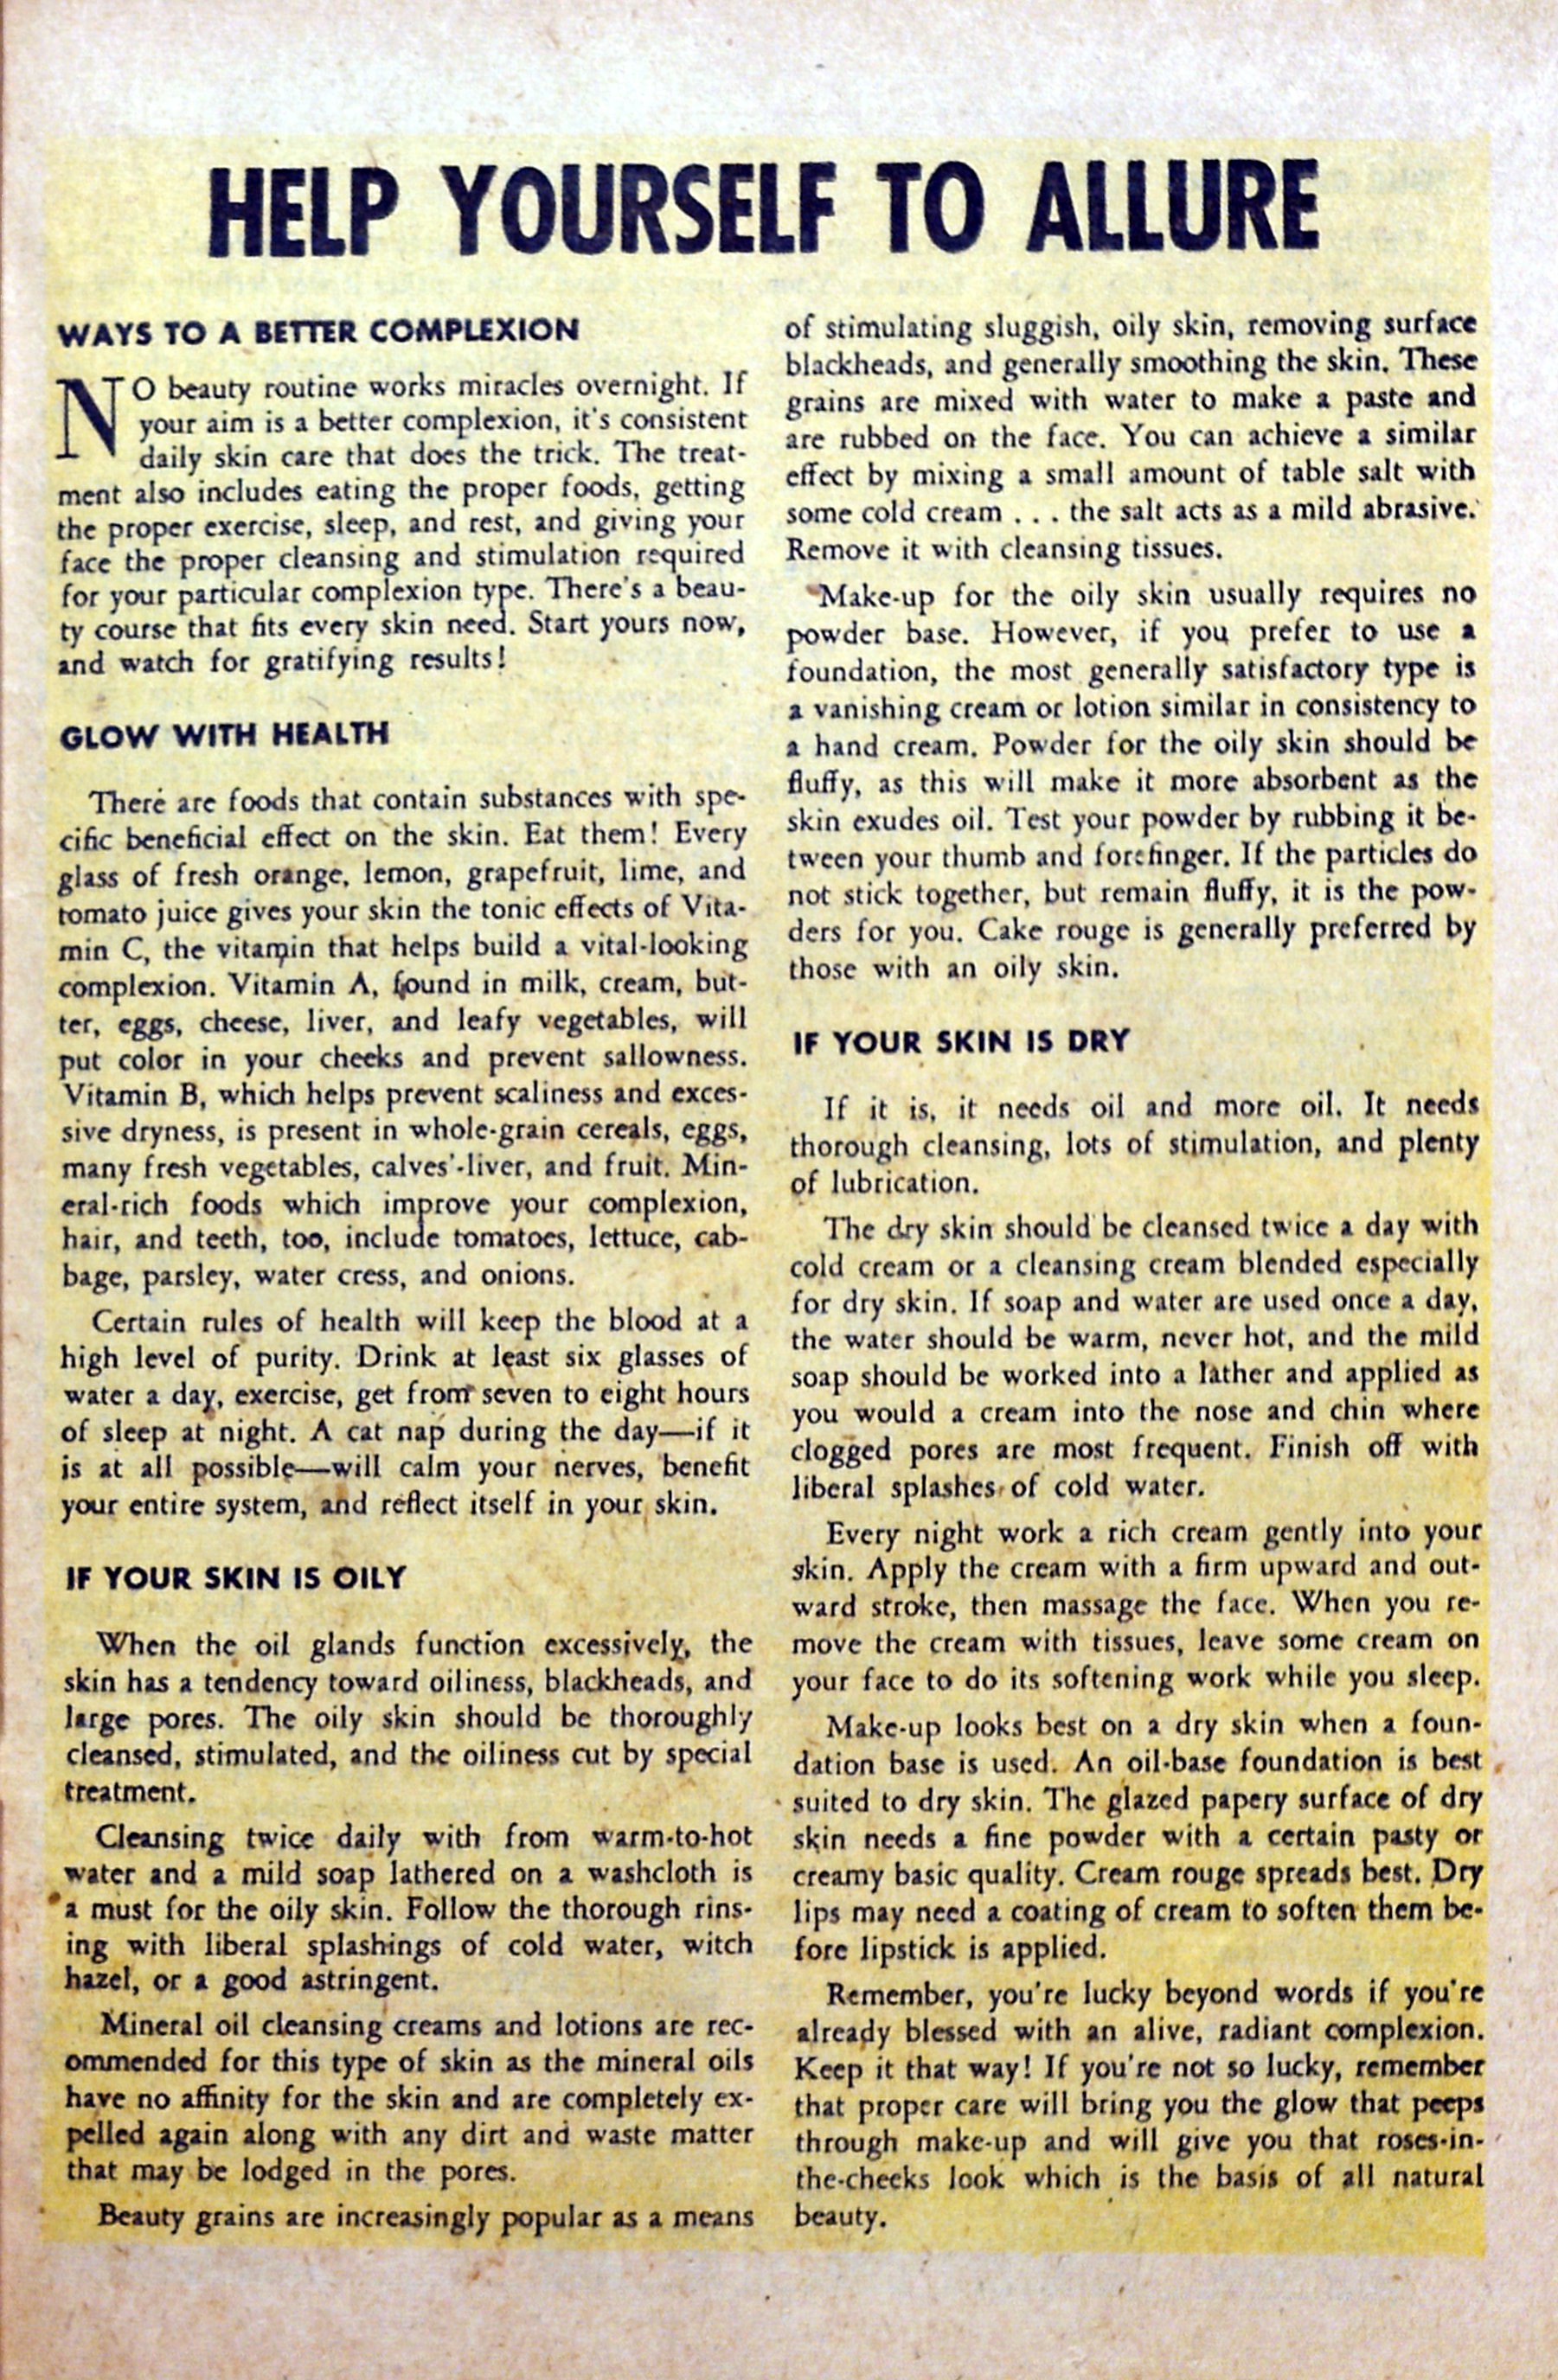 HELP YOURSELF TO ALLURE
WAYS TO A BETTER COMPLEXION
NO beauty routine works miracles overnight. If
your aim is a better complexion, it's consistent
daily skin care that does the trick. The treat-
ment also includes eating the proper foods, getting
the proper exercise, sleep, and rest, and giving your
face the proper cleansing and stimulation required
for your particular complexion type. There's a beau-
ty course that fits every skin need. Start yours now,
and watch for gratifying results!
GLOW WITH HEALTH
There are foods that contain substances with spe-
cific beneficial effect on the skin. Eat them! Every
glass of fresh orange, lemon, grapefruit, lime, and
tomato juice gives your skin the tonic effects of Vita-
min C, the vitamin that helps build a vital-looking
complexion. Vitamin A, found in milk, cream, but-
ter, eggs, cheese, liver, and leafy vegetables, will
put color in your cheeks and prevent sallowness.
Vitamin B, which helps prevent scaliness and exces-
sive dryness, is present in whole-grain cereals, eggs,
many fresh vegetables, calves'-liver, and fruit. Min-
eral-rich foods which improve your complexion,
hair, and teeth, too, include tomatoes, lettuce, cab-
bage, parsley, water cress, and onions.
Certain rules of health will keep the blood at a
high level of purity. Drink at least six glasses of
water a day, exercise, get from seven to eight hours
of sleep at night. A cat nap during the day—if it
is at all possible—will calm your nerves, benefit
your entire system, and reflect itself in your skin.
IF YOUR SKIN IS OILY
When the oil glands function excessively, the
skin has a tendency toward oiliness, blackheads, and
large pores. The oily skin should be thoroughly
cleansed, stimulated, and the oiliness cut by special
treatment.
Cleansing twice daily with from warm-to-hot
water and a mild soap lathered on a washcloth is
a must for the oily skin. Follow the thorough rins-
ing with liberal splashings of cold water, witch
hazel, or a good astringent.
Mineral oil cleansing creams and lotions are rec-
ommended for this type of skin as the mineral oils
have no affinity for the skin and are completely ex-
pelled again along with any dirt and waste matter
that may be lodged in the pores.
Beauty grains are increasingly popular as a means
of stimulating sluggish, oily skin, removing surface
blackheads, and generally smoothing the skin. These
grains are mixed with water to make a paste and
are rubbed on the face. You can achieve a similar
effect by mixing a small amount of table salt with
some cold cream . . . the salt acts as a mild abrasive.
Remove it with cleansing tissues.
Make-up for the oily skin usually requires no
powder base. However, if you prefer to use a
foundation, the most generally satisfactory type is
a vanishing cream or lotion similar in consistency to
a hand cream. Powder for the oily skin should be
fluffy, as this will make it more absorbent as the
skin exudes oil. Test your powder by rubbing it be-
tween your thumb and forefinger. If the particles do
not stick together, but remain fluffy, it is the pow-
ders for you. Cake rouge is generally preferred by
those with an oily skin.
IF YOUR SKIN IS DRY
If it is, it needs oil and more oil. It needs
thorough cleansing, lots of stimulation, and plenty
of lubrication.
The dry skin should be cleansed twice a day with
cold cream or a cleansing cream blended especially
for dry skin. If soap and water are used once a day,
the water should be warm, never hot, and the mild
soap should be worked into a lather and applied as
you would a cream into the nose and chin where
clogged pores are most frequent. Finish off with
liberal splashes of cold water.
Every night work a rich cream gently into your
skin. Apply the cream with a firm upward and out-
ward stroke, then massage the face. When you re-
move the cream with tissues, leave some cream on
your face to do its softening work while you sleep.
Make-up looks best on a dry skin when a foun-
dation base is used. An oil-base foundation is best
suited to dry skin. The glazed papery surface of dry
skin needs a fine powder with a certain pasty or
creamy basic quality. Cream rouge spreads best. Dry
lips may need a coating of cream to soften them be-
fore lipstick is applied.
Remember, you're lucky beyond words if you're
already blessed with an alive, radiant complexion.
Keep it that way! If you're not so lucky, remember
that proper care will bring you the glow that peeps
through make-up and will give you that roses-in-
the-cheeks look which is the basis of all natural
beauty.